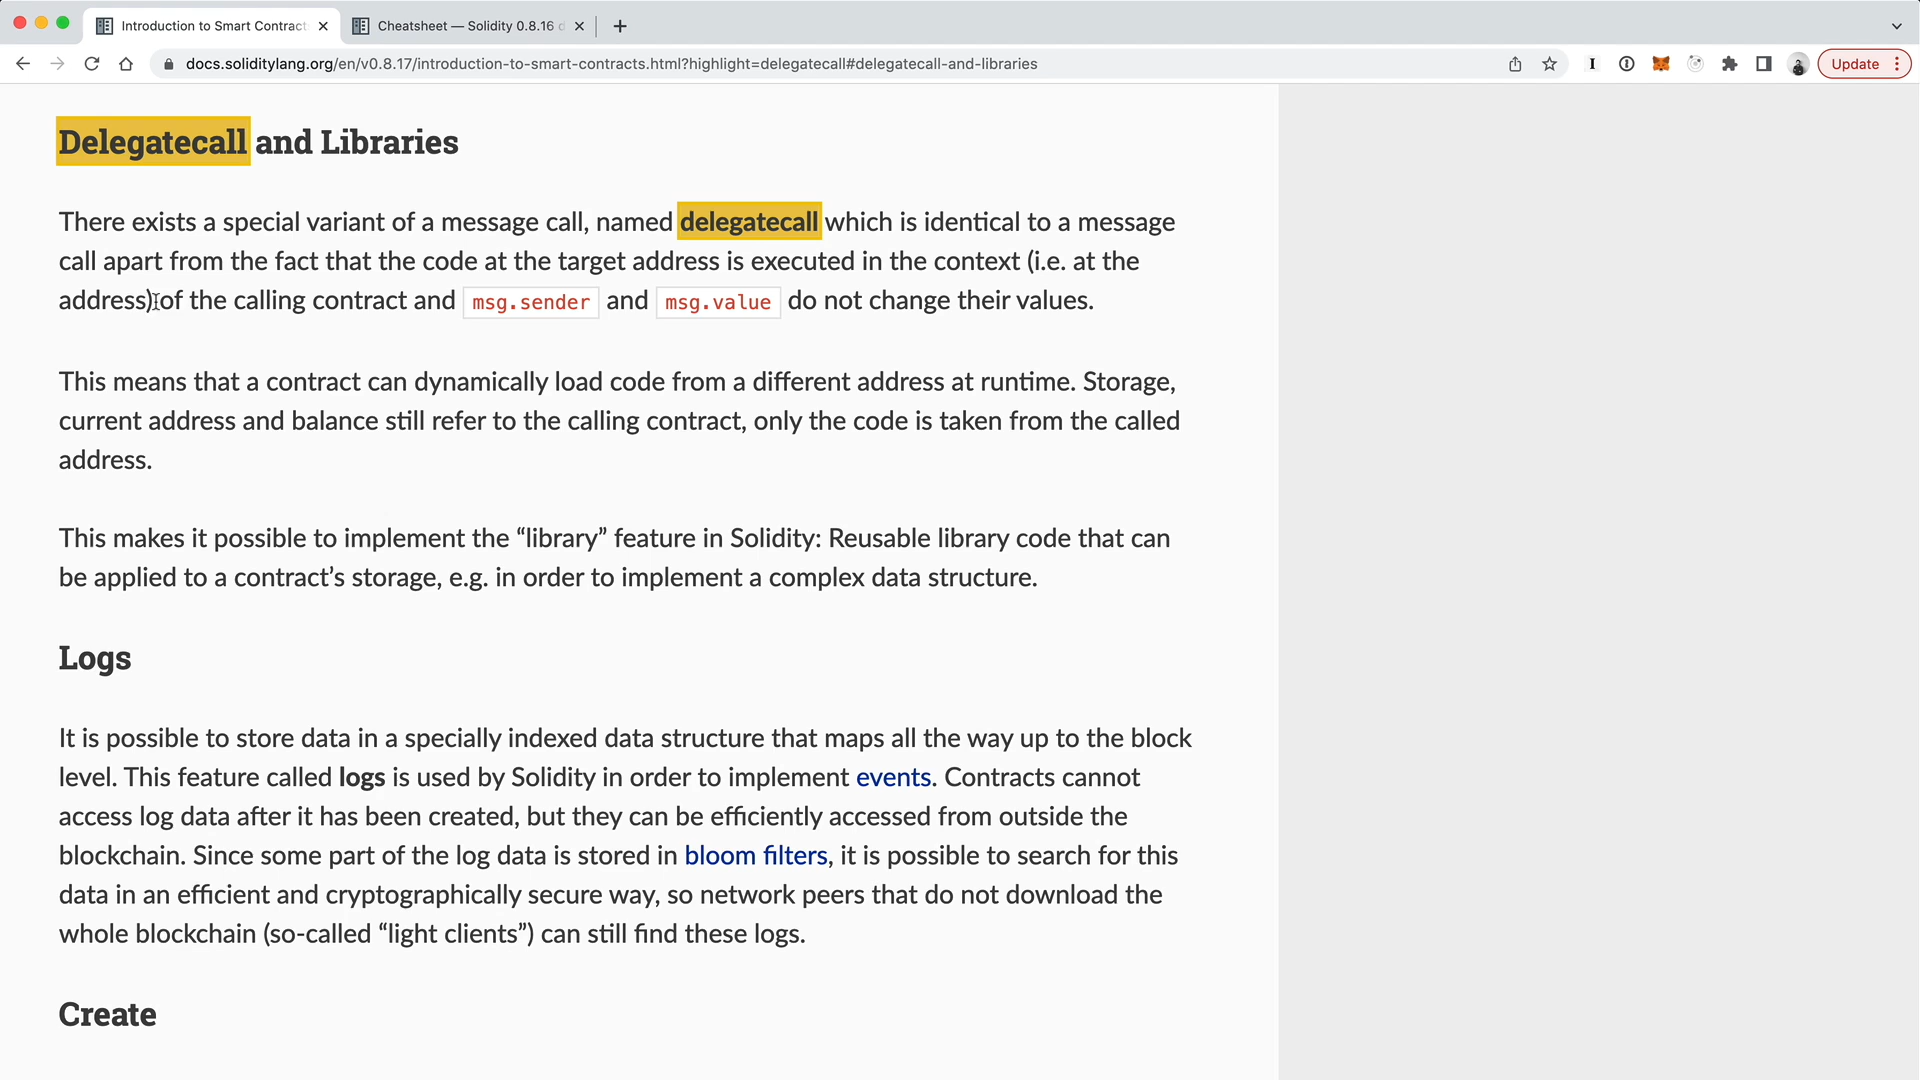 Introduction to Smart Contract
Cheatsheet — Solidity 0.8.16 d
docs.soliditylang.org/en/v0.8.17/introduction-to-smart-contracts.html?highlight=delegatecall#delegatecall-and-libraries
Update
Delegatecall and Libraries
There exists a special variant of a message call, named delegatecall which is identical to a message
call apart from the fact that the code at the target address is executed in the context (i.e. at the
address) of the calling contract and msg.sender and msg.value do not change their values.
This means that a contract can dynamically load code from a different address at runtime. Storage,
current address and balance still refer to the calling contract, only the code is taken from the called
address.
This makes it possible to implement the “library” feature in Solidity: Reusable library code that can
be applied to a contract’s storage, e.g. in order to implement a complex data structure.
Logs
It is possible to store data in a specially indexed data structure that maps all the way up to the block
level. This feature called logs is used by Solidity in order to implement events. Contracts cannot
access log data after it has been created, but they can be efficiently accessed from outside the
blockchain. Since some part of the log data is stored in bloom filters, it is possible to search for this
data in an efficient and cryptographically secure way, so network peers that do not download the
whole blockchain (so-called “light clients”) can still find these logs.
Create